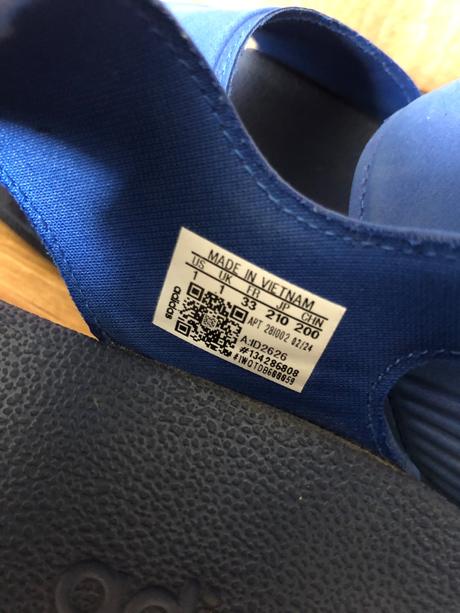 MADE IN VIETNAM
US UK FR JP CHN
1 1 33 210 200
APT 281002 02/24
A:ID2626
#134286808
adidas